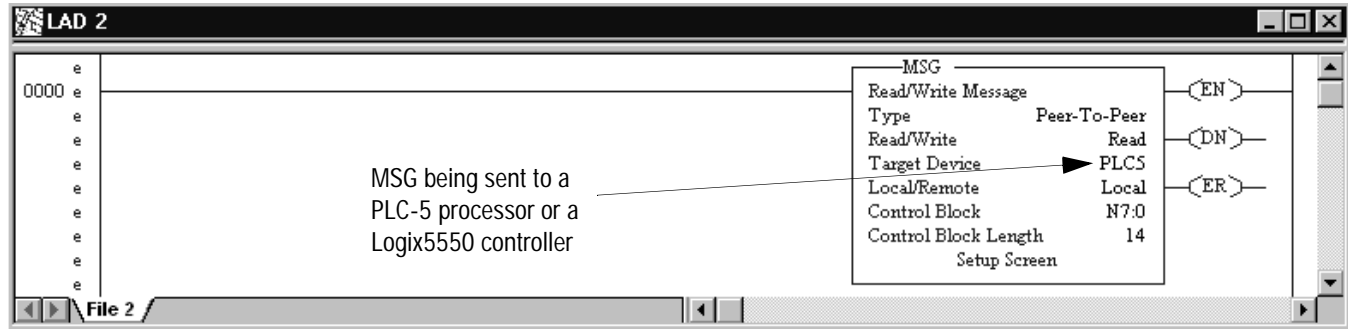 LAD 2
e
0000 e
e
e
e
e
e
e
e
e
MSG
Read/Write Message
Type Peer-To-Peer
Read/Write Read
Target Device PLC5
Local/Remote Local
Control Block N7:0
Control Block Length 14
Setup Screen
EN
DN
ER
MSG being sent to a
PLC-5 processor or a
Logix5550 controller
File 2